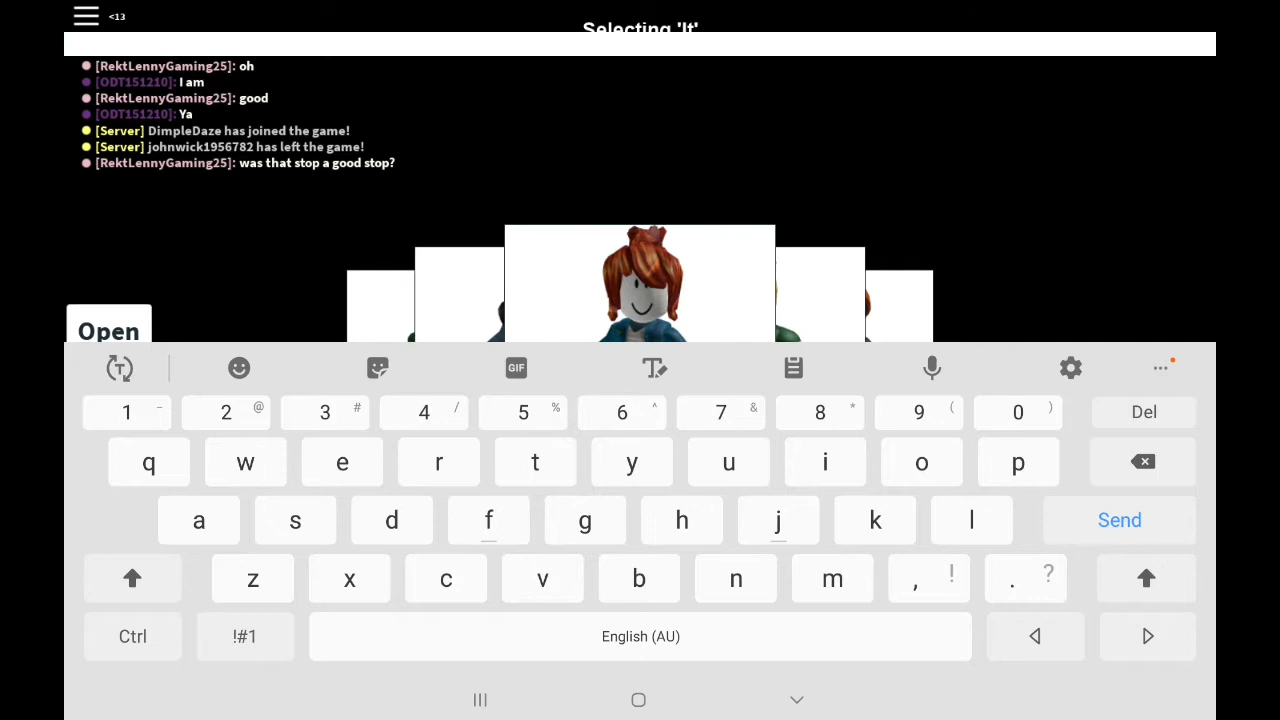 <13
Selecting 'It'
[RektLennyGaming25]: oh
[ODT151210]: I am
[RektLennyGaming25]: good
[ODT151210]: Ya
[Server] DimpleDaze has joined the game!
[Server] johnwick1956782 has left the game!
[RektLennyGaming25]: was that stop a good stop?
Open
T GIF T ...
1 - 2 @ 3 # 4 / 5 % 6 ^ 7 & 8 * 9 ( 0 ) Del
q w e r t y u i o p
a s d f g h j k l Send
z x c v b n m , ! . ?
Ctrl !#1 English (AU)